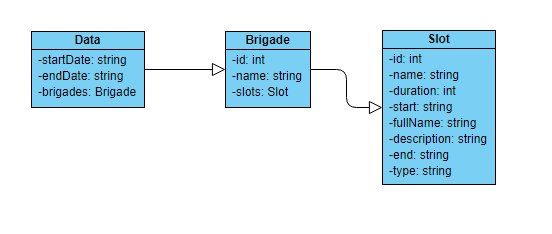 Data
-startDate: string
-endDate: string
-brigades: Brigade
Brigade
-id: int
-name: string
-slots: Slot
Slot
-id: int
-name: string
-duration: int
-start: string
-fullName: string
-description: string
-end: string
-type: string